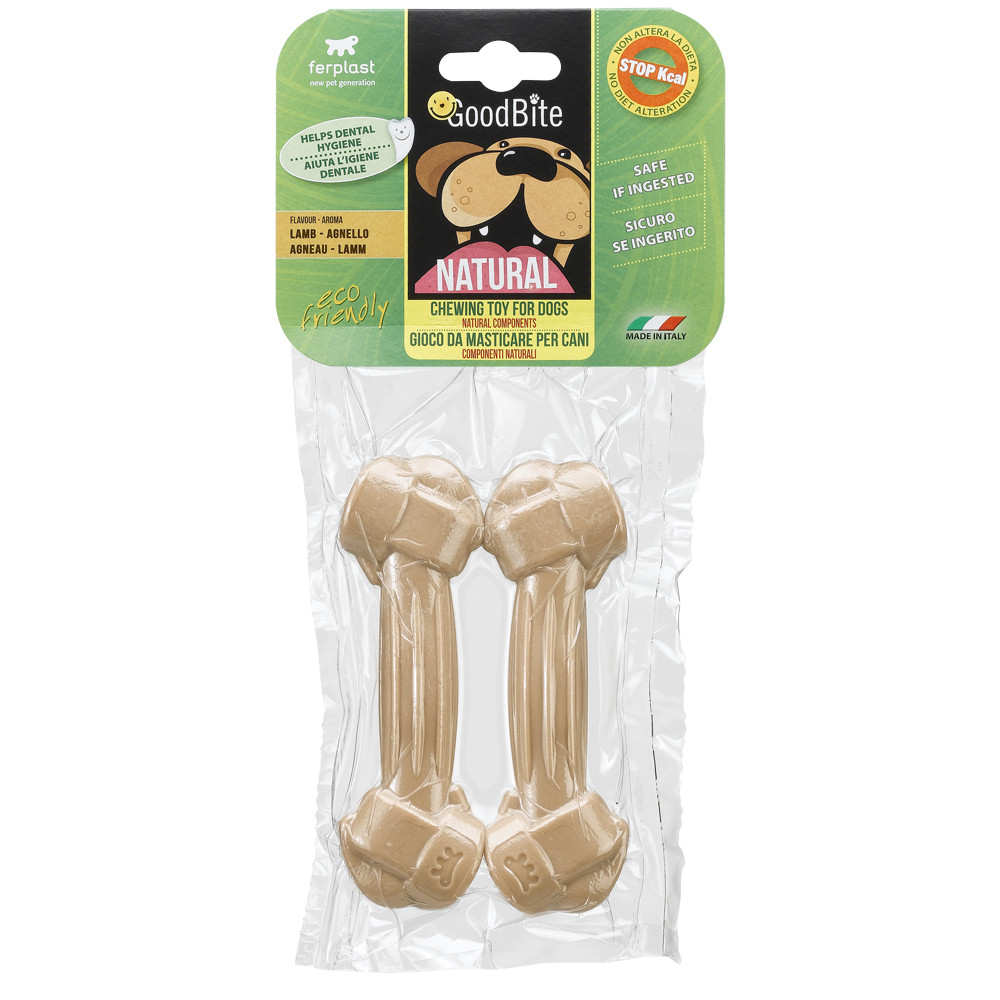 ferplast
new pet generation
HELPS DENTAL
HYGIENE
AIUTA L'IGIENE
DENTALE
FLAVOUR - AROMA
LAMB - AGNELLO
AGNEAU - LAMM
eco
friendly
GoodBite
NATURAL
CHEWING TOY FOR DOGS
NATURAL COMPONENTS
GIOCO DA MASTICARE PER CANI
COMPONENTI NATURALI
NON ALTERA LA DIETA
STOP Kcal
NO DIET ALTERATION
SAFE
IF INGESTED
SICURO
SE INGERITO
MADE IN ITALY